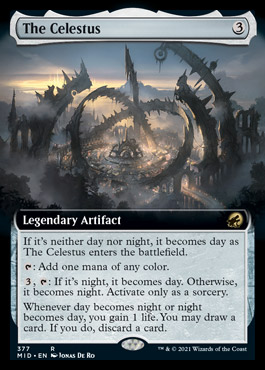 The Celestus 3
Legendary Artifact
If it's neither day nor night, it becomes day as
The Celestus enters the battlefield.
: Add one mana of any color.
3, : If it's night, it becomes day. Otherwise,
it becomes night. Activate only as a sorcery.
Whenever day becomes night or night
becomes day, you gain 1 life. You may draw a
card. If you do, discard a card.
377 R
MID • EN Jonas De Ro ™ & © 2021 Wizards of the Coast